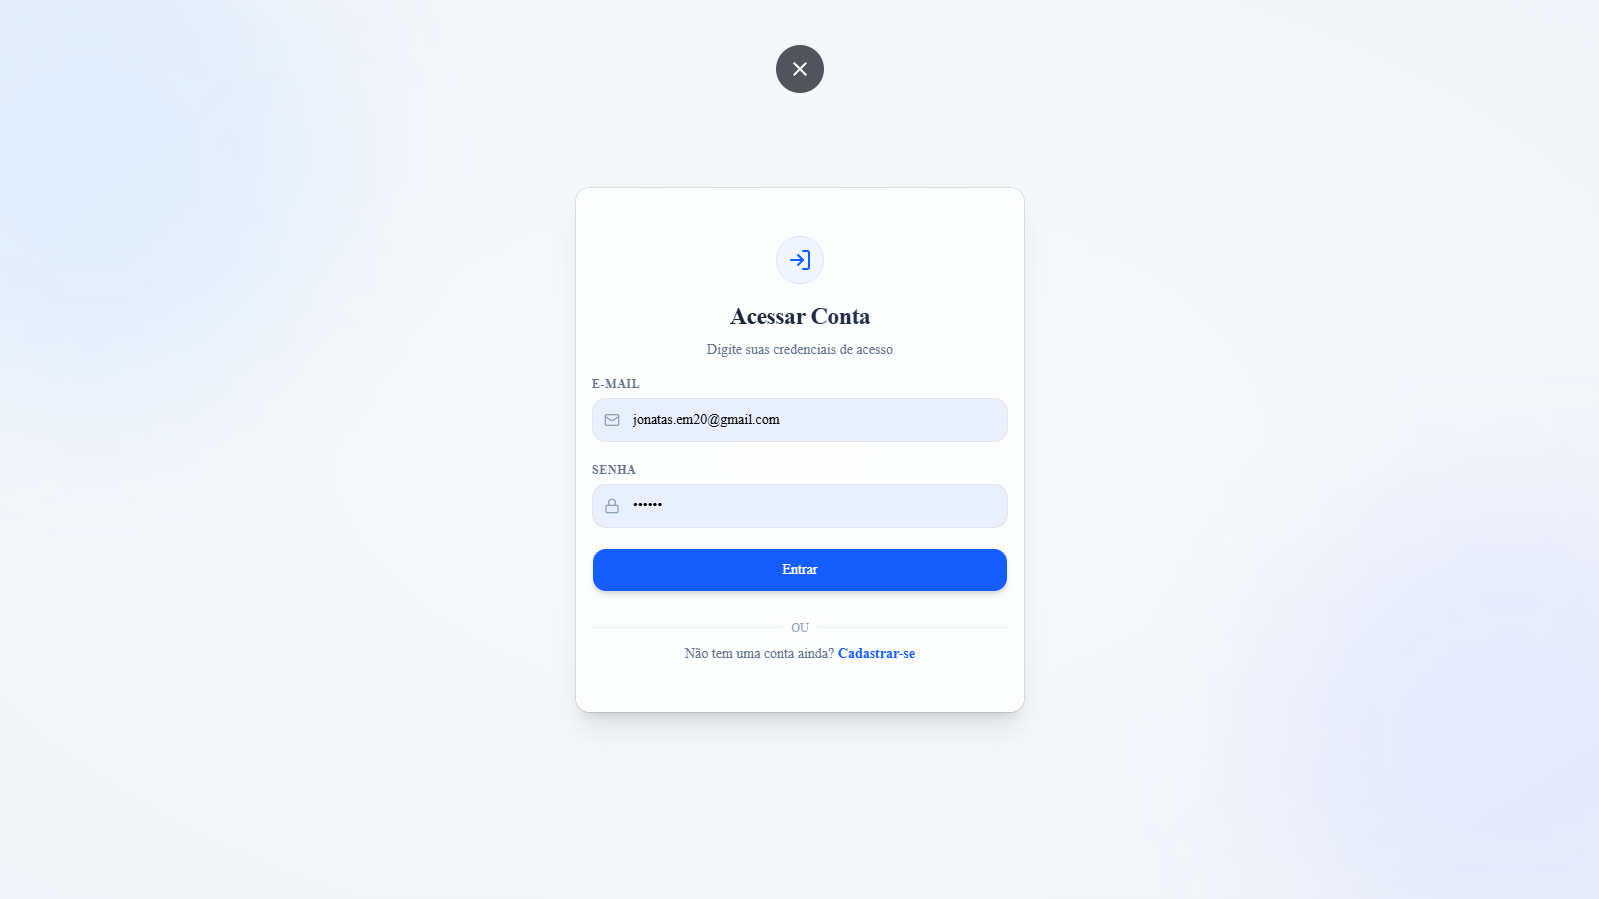 Acessar Conta
Digite suas credenciais de acesso
E-MAIL
jonatas.em20@gmail.com
SENHA
••••••
Entrar
OU
Não tem uma conta ainda? Cadastrar-se